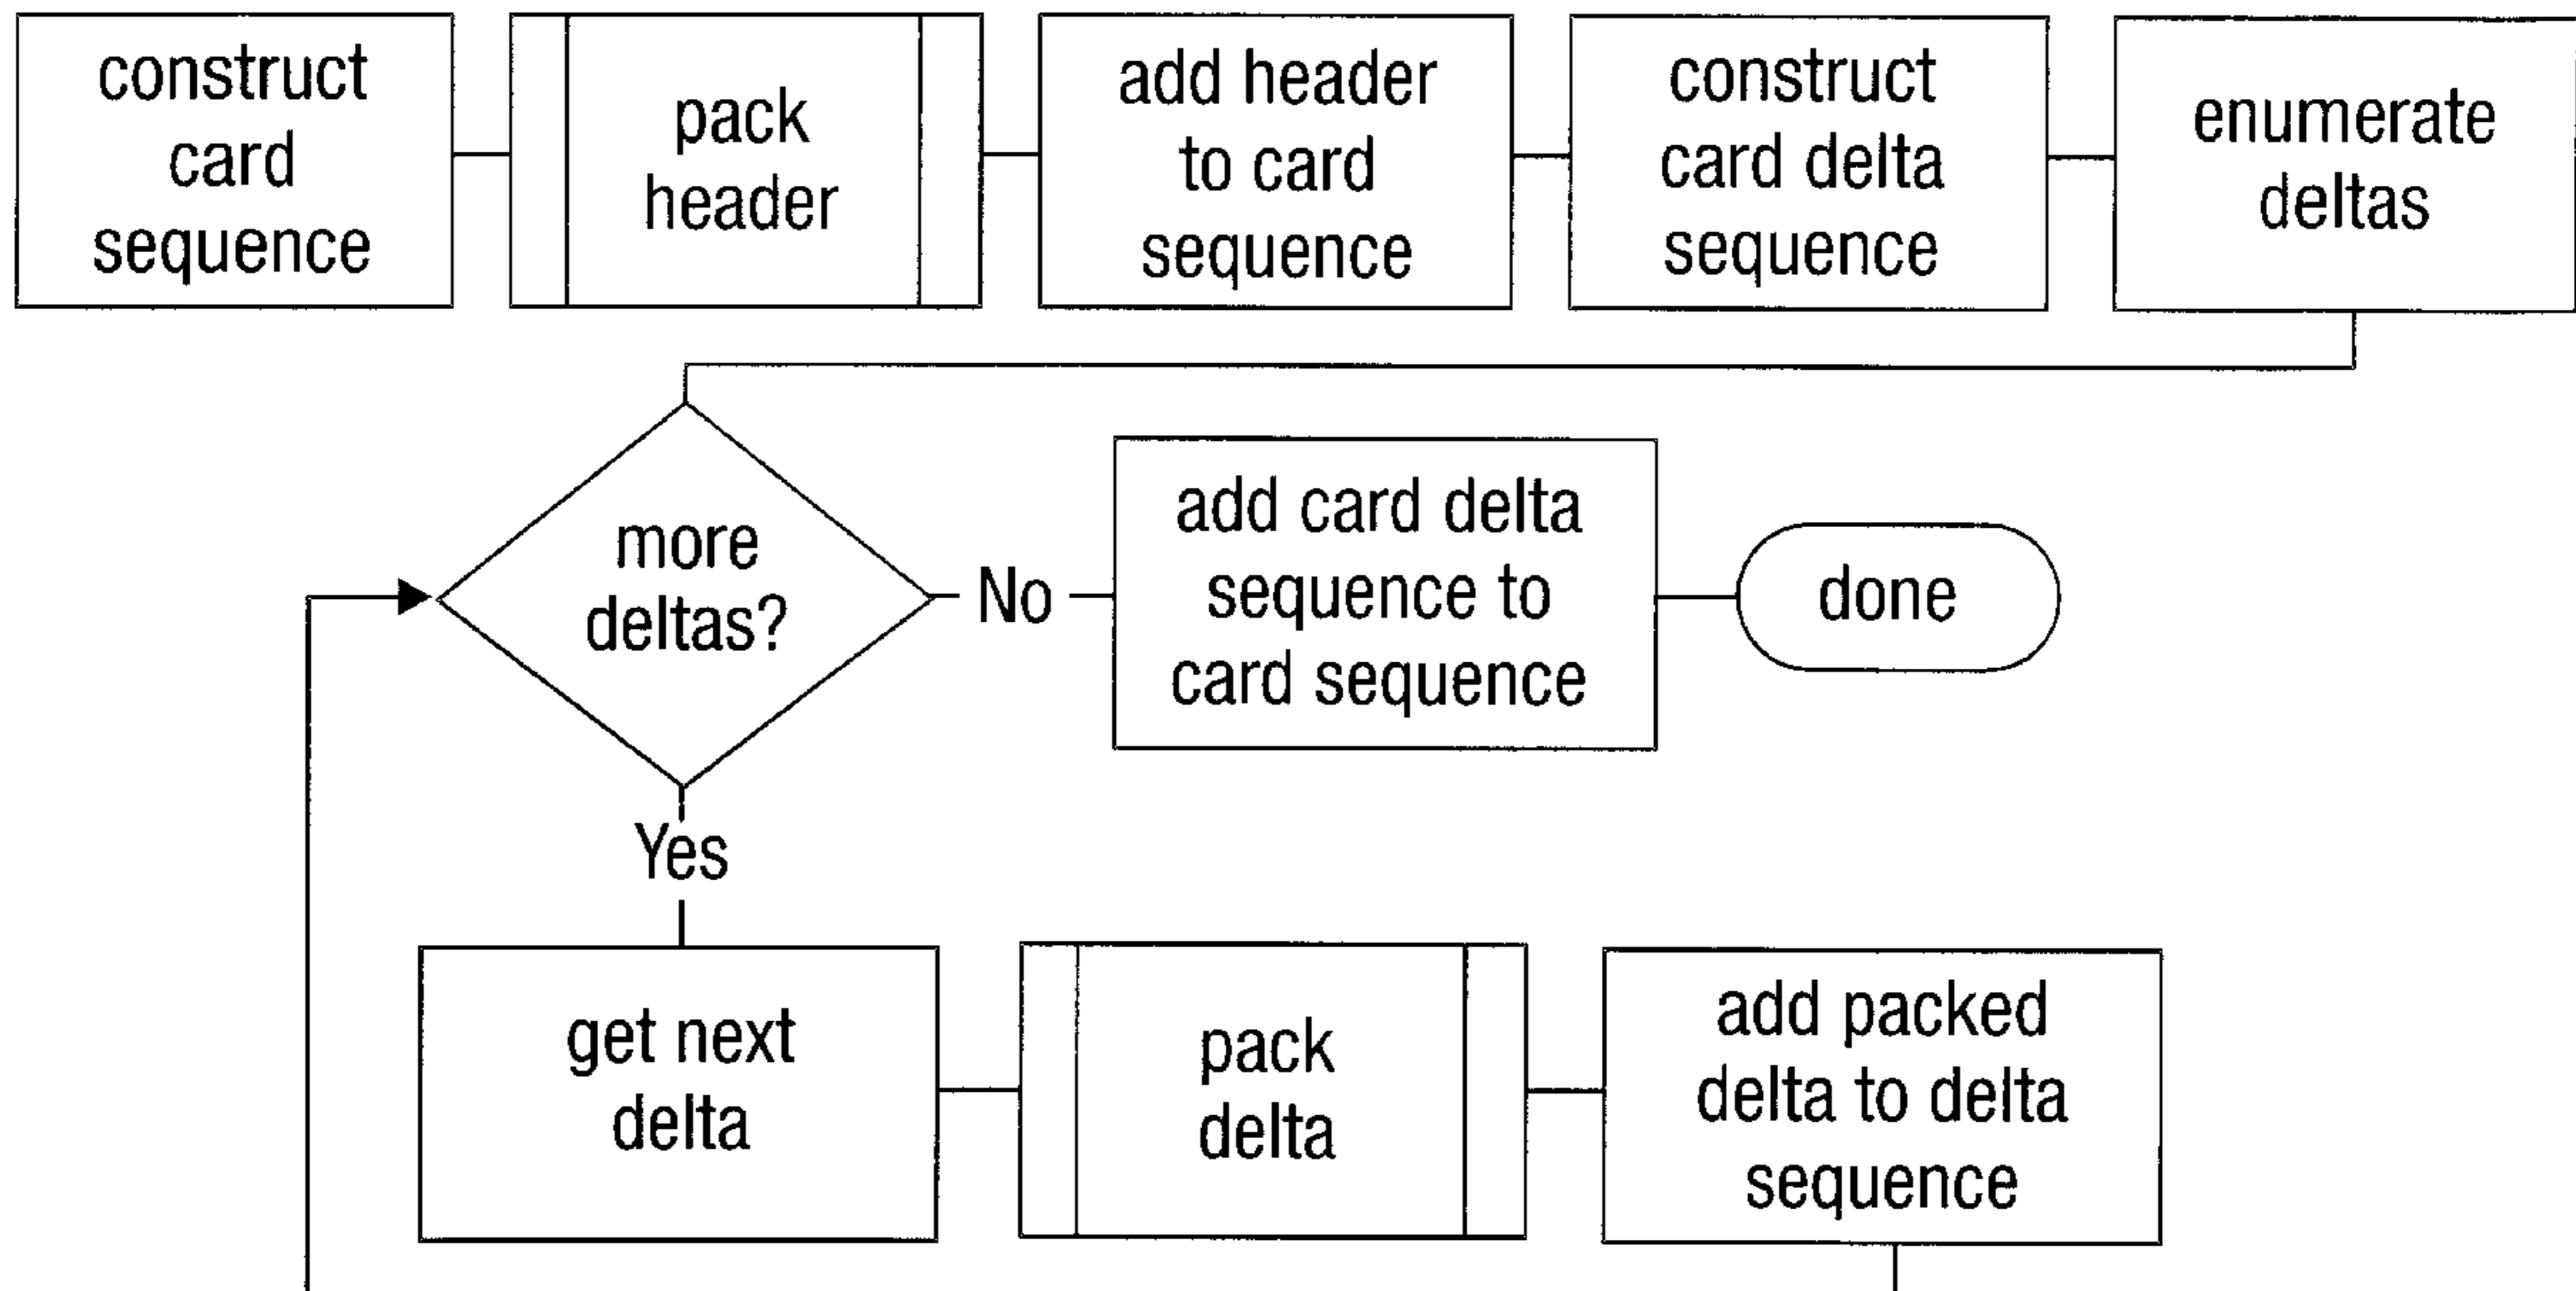 construct
card
sequence
pack
header
add header
to card
sequence
construct
card delta
sequence
enumerate
deltas
more
deltas?
No
add card delta
sequence to
card sequence
done
Yes
get next
delta
pack
delta
add packed
delta to delta
sequence